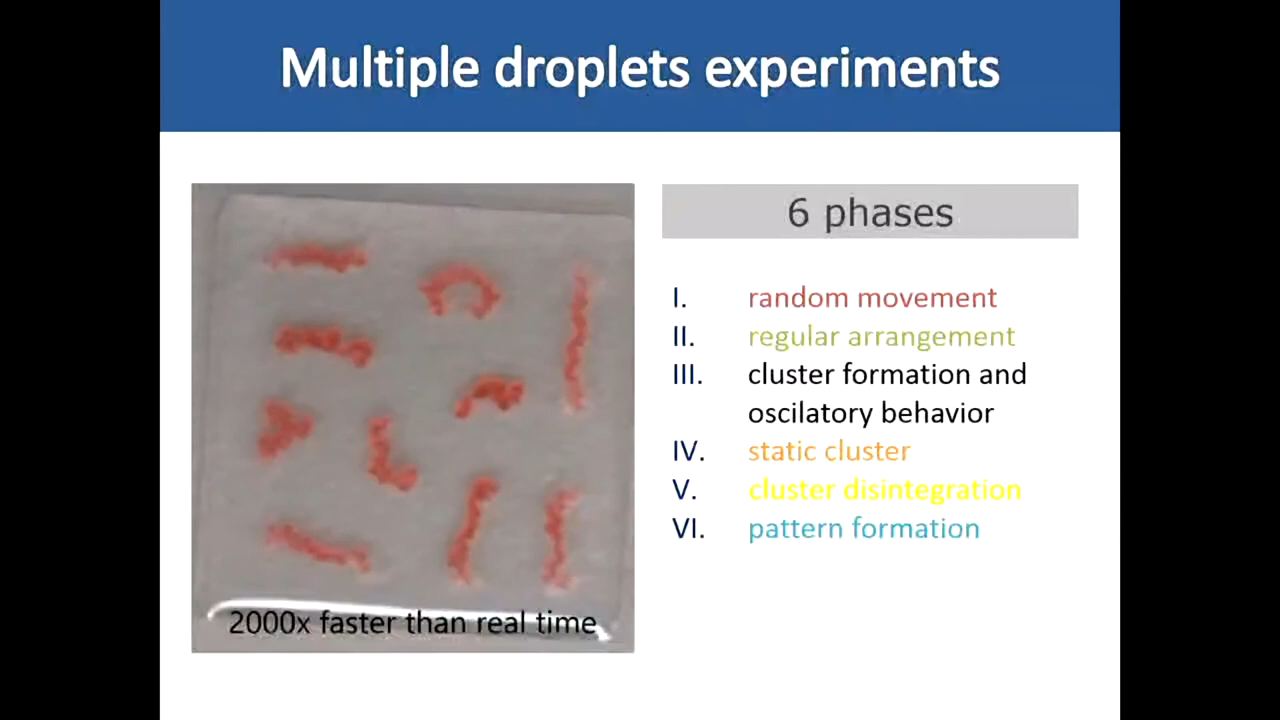 Multiple droplets experiments
6 phases
I. random movement
II. regular arrangement
III. cluster formation and
oscilatory behavior
IV. static cluster
V. cluster disintegration
VI. pattern formation
2000x faster than real time